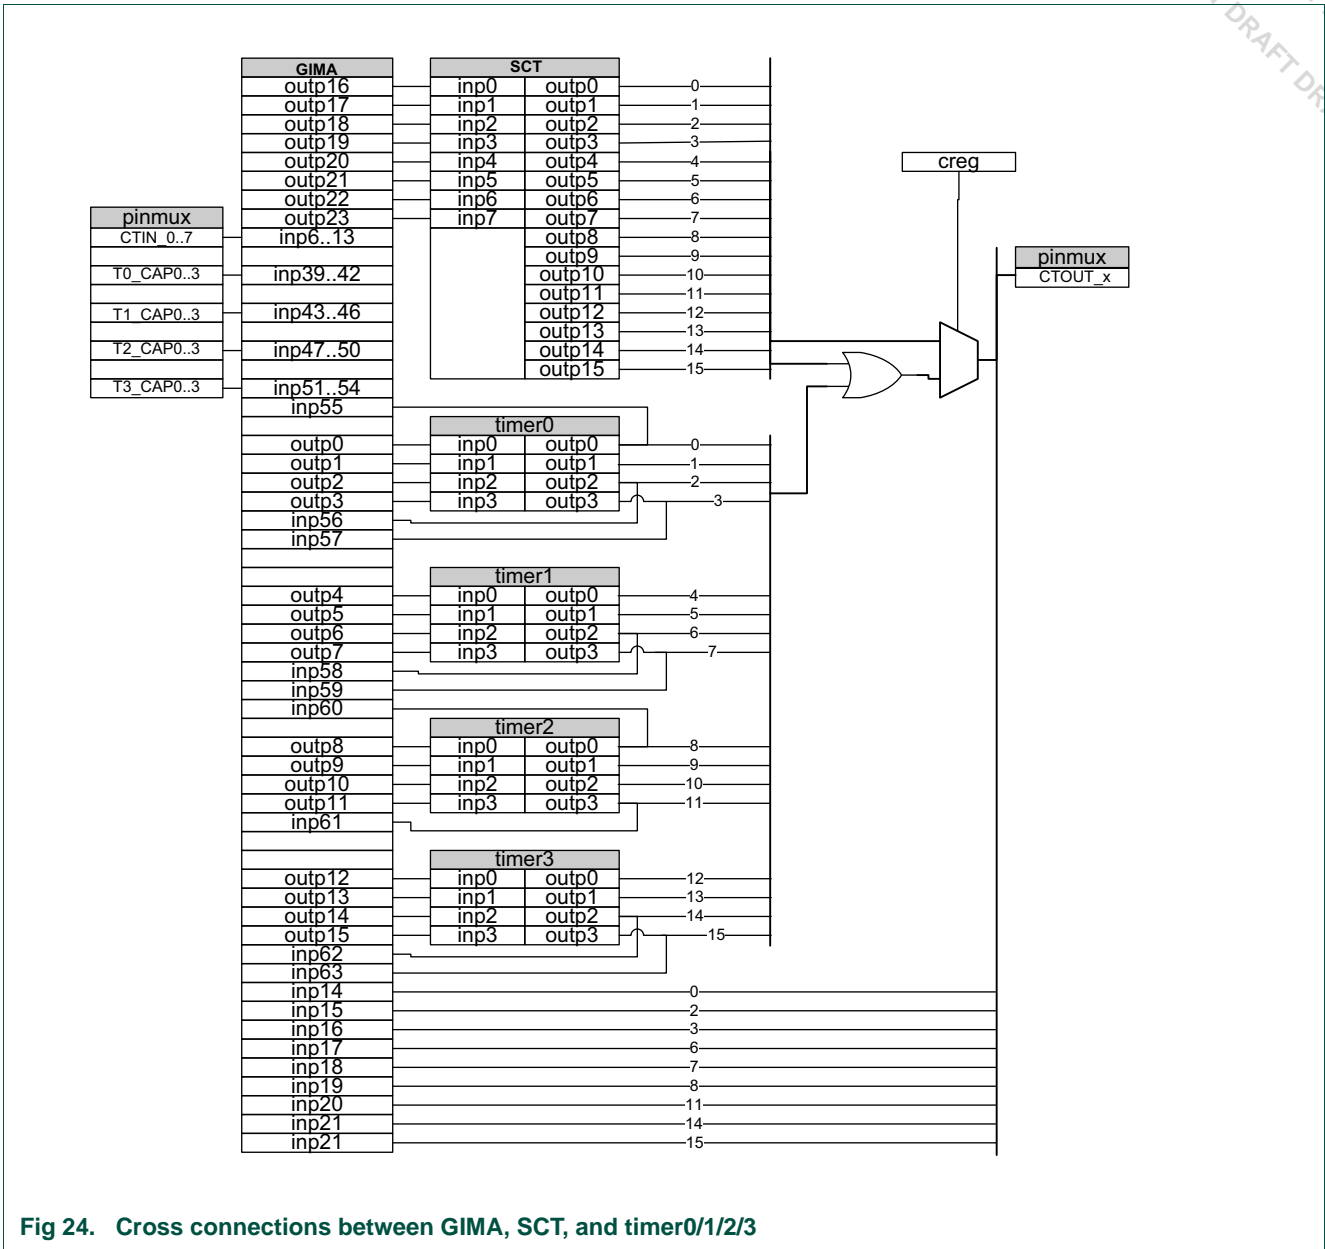 DRAFT
DRAFT
GIMA SCT
outp16 inp0 outp0 0
outp17 inp1 outp1 1
outp18 inp2 outp2 2
outp19 inp3 outp3 3
outp20 inp4 outp4 4
creg
outp21 inp5 outp5 5
outp22 inp6 outp6 6
pinmux outp23 inp7 outp7 7
CTIN_0..7 inp6..13 outp8 8
outp9 9
pinmux
T0_CAP0..3 inp39..42 outp10 10
CTOUT_x
outp11 11
T1_CAP0..3 inp43..46 outp12 12
outp13 13
T2_CAP0..3 inp47..50 outp14 14
outp15 15
T3_CAP0..3 inp51..54
inp55
timer0
outp0 inp0 outp0 0
outp1 inp1 outp1 1
outp2 inp2 outp2 2
outp3 inp3 outp3 3
inp56
inp57
timer1
outp4 inp0 outp0 4
outp5 inp1 outp1 5
outp6 inp2 outp2 6
outp7 inp3 outp3 7
inp58
inp59
inp60
timer2
outp8 inp0 outp0 8
outp9 inp1 outp1 9
outp10 inp2 outp2 10
outp11 inp3 outp3 11
inp61
timer3
outp12 inp0 outp0 12
outp13 inp1 outp1 13
outp14 inp2 outp2 14
outp15 inp3 outp3 15
inp62
inp63
inp14 0
inp15 2
inp16 3
inp17 6
inp18 7
inp19 8
inp20 11
inp21 14
inp21 15
Fig 24. Cross connections between GIMA, SCT, and timer0/1/2/3